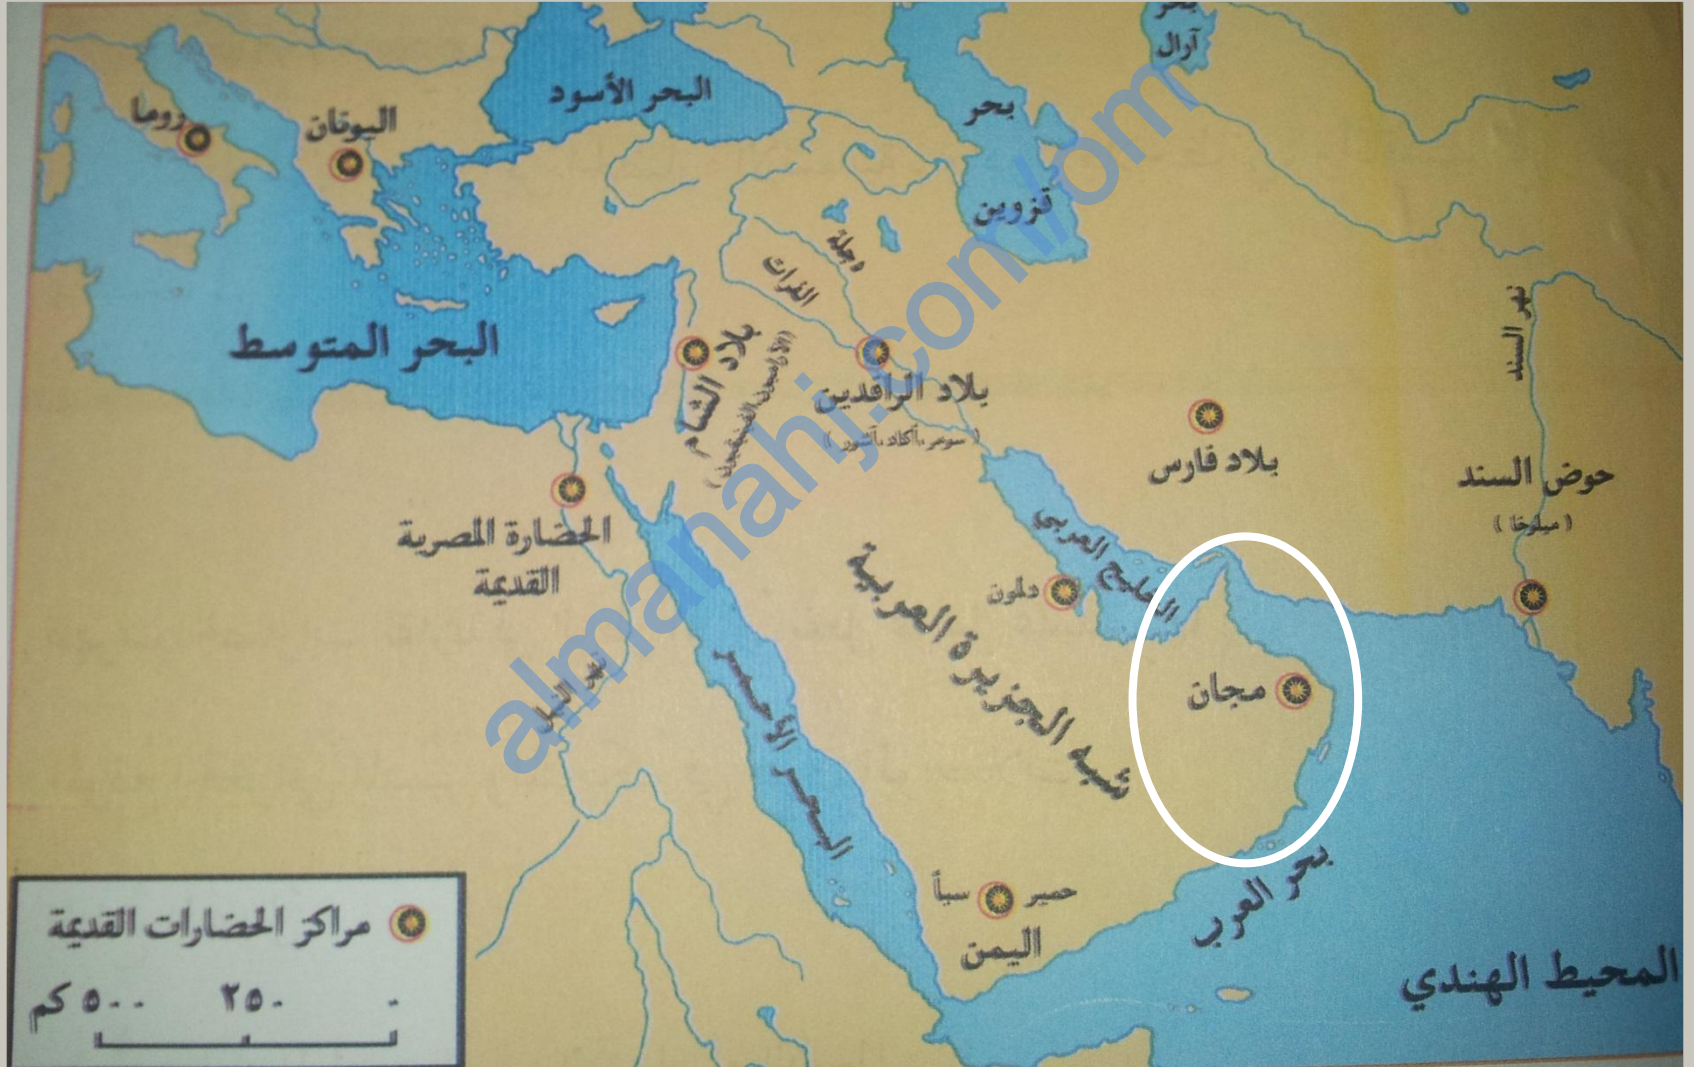 بحر
آرال
البحر الأسود
بحر
قزوين
روما
اليونان
دجلة
الفرات
البحر المتوسط
بلاد الشام
بلاد الرافدين
( سومر، أكاد، آشور )
بلاد فارس
نهر السند
حوض السند
( ميلوخا )
الحضارة المصرية
القديمة
الخليج العربي
دلمون
شبه الجزيرة العربية
مجان
نهر النيل
البحر الأحمر
بحر العرب
حمير
سبأ
اليمن
المحيط الهندي
مراكز الحضارات القديمة
٠ ٢٥٠ ٥٠٠ كم
almanahj.com/om